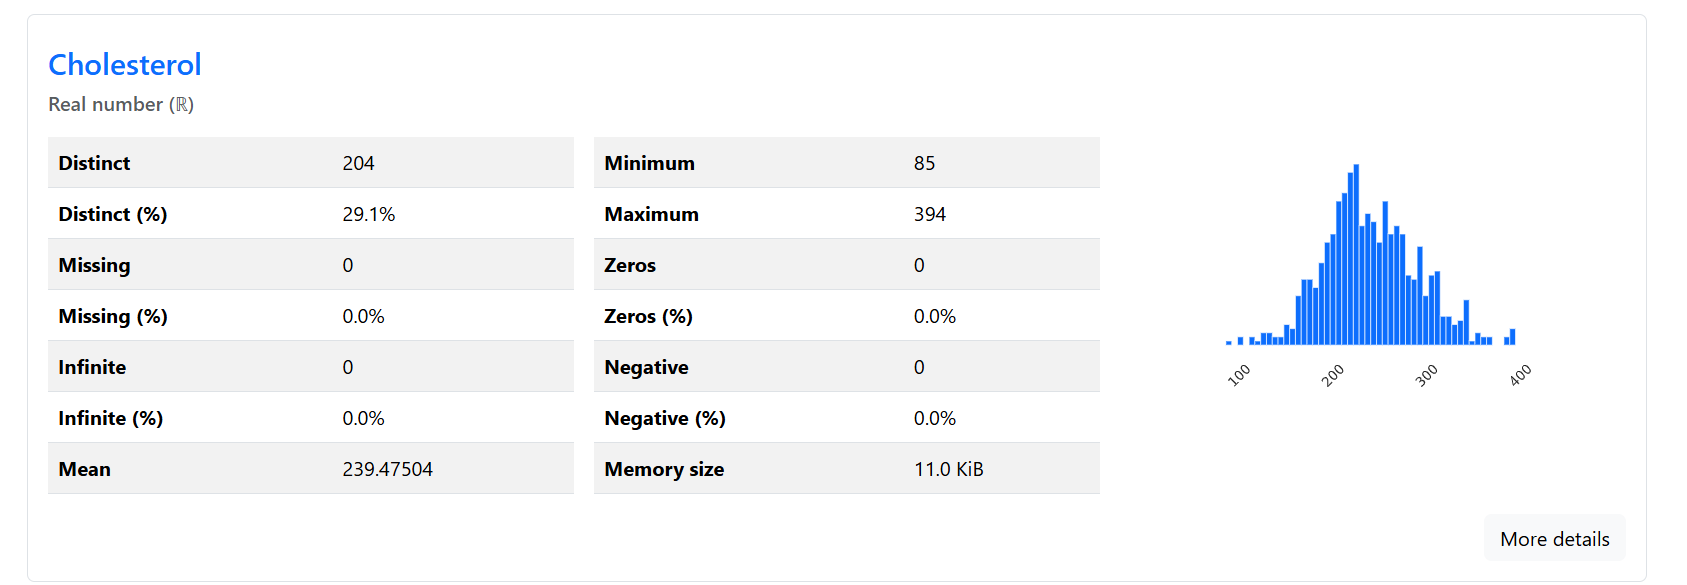 Cholesterol
Real number (ℝ)
Distinct 204
Distinct (%) 29.1%
Missing 0
Missing (%) 0.0%
Infinite 0
Infinite (%) 0.0%
Mean 239.47504
Minimum 85
Maximum 394
Zeros 0
Zeros (%) 0.0%
Negative 0
Negative (%) 0.0%
Memory size 11.0 KiB
100 200 300 400
More details